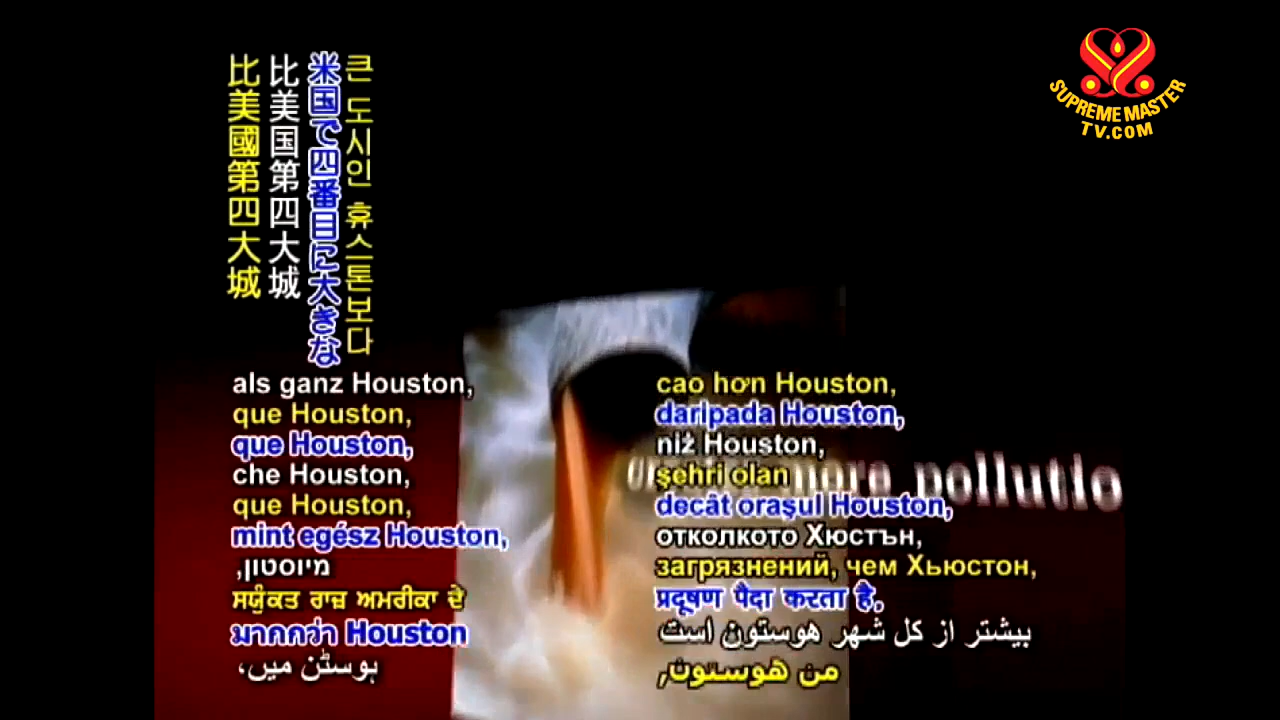 SUPREME MASTER
TV.COM
比美國第四大城
比美国第四大城
米国で四番目に大きな
큰 도시인 휴스톤보다
als ganz Houston,
que Houston,
que Houston,
che Houston,
que Houston,
mint egész Houston,
מיוסטון,
ਸਯੁੰਕਤ ਰਾਜ਼ ਅਮਰੀਕਾ ਦੇ
มากกว่า Houston
ہوسٹن میں،
cao hơn Houston,
daripada Houston,
niż Houston,
şehri olan
decât oraşul Houston,
отколкото Хюстън,
загрязнений, чем Хьюстон,
प्रदूषण पैदा करता है,
بیشتر از کل شهر هوستون است
من هوستون,
more pollutio